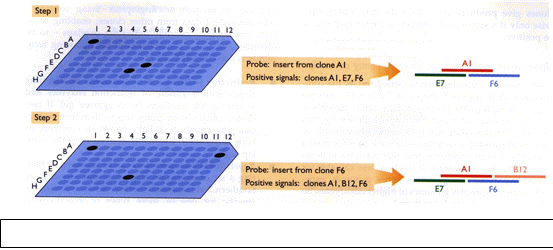 Step 1
1 2 3 4 5 6 7 8 9 10 11 12
A
B
C
D
E
F
G
H
Probe: insert from clone A1
Positive signals: clones A1, E7, F6
A1
E7 F6
Step 2
1 2 3 4 5 6 7 8 9 10 11 12
A
B
C
D
E
F
G
H
Probe: insert from clone F6
Positive signals: clones A1, B12, F6
A1 B12
E7 F6